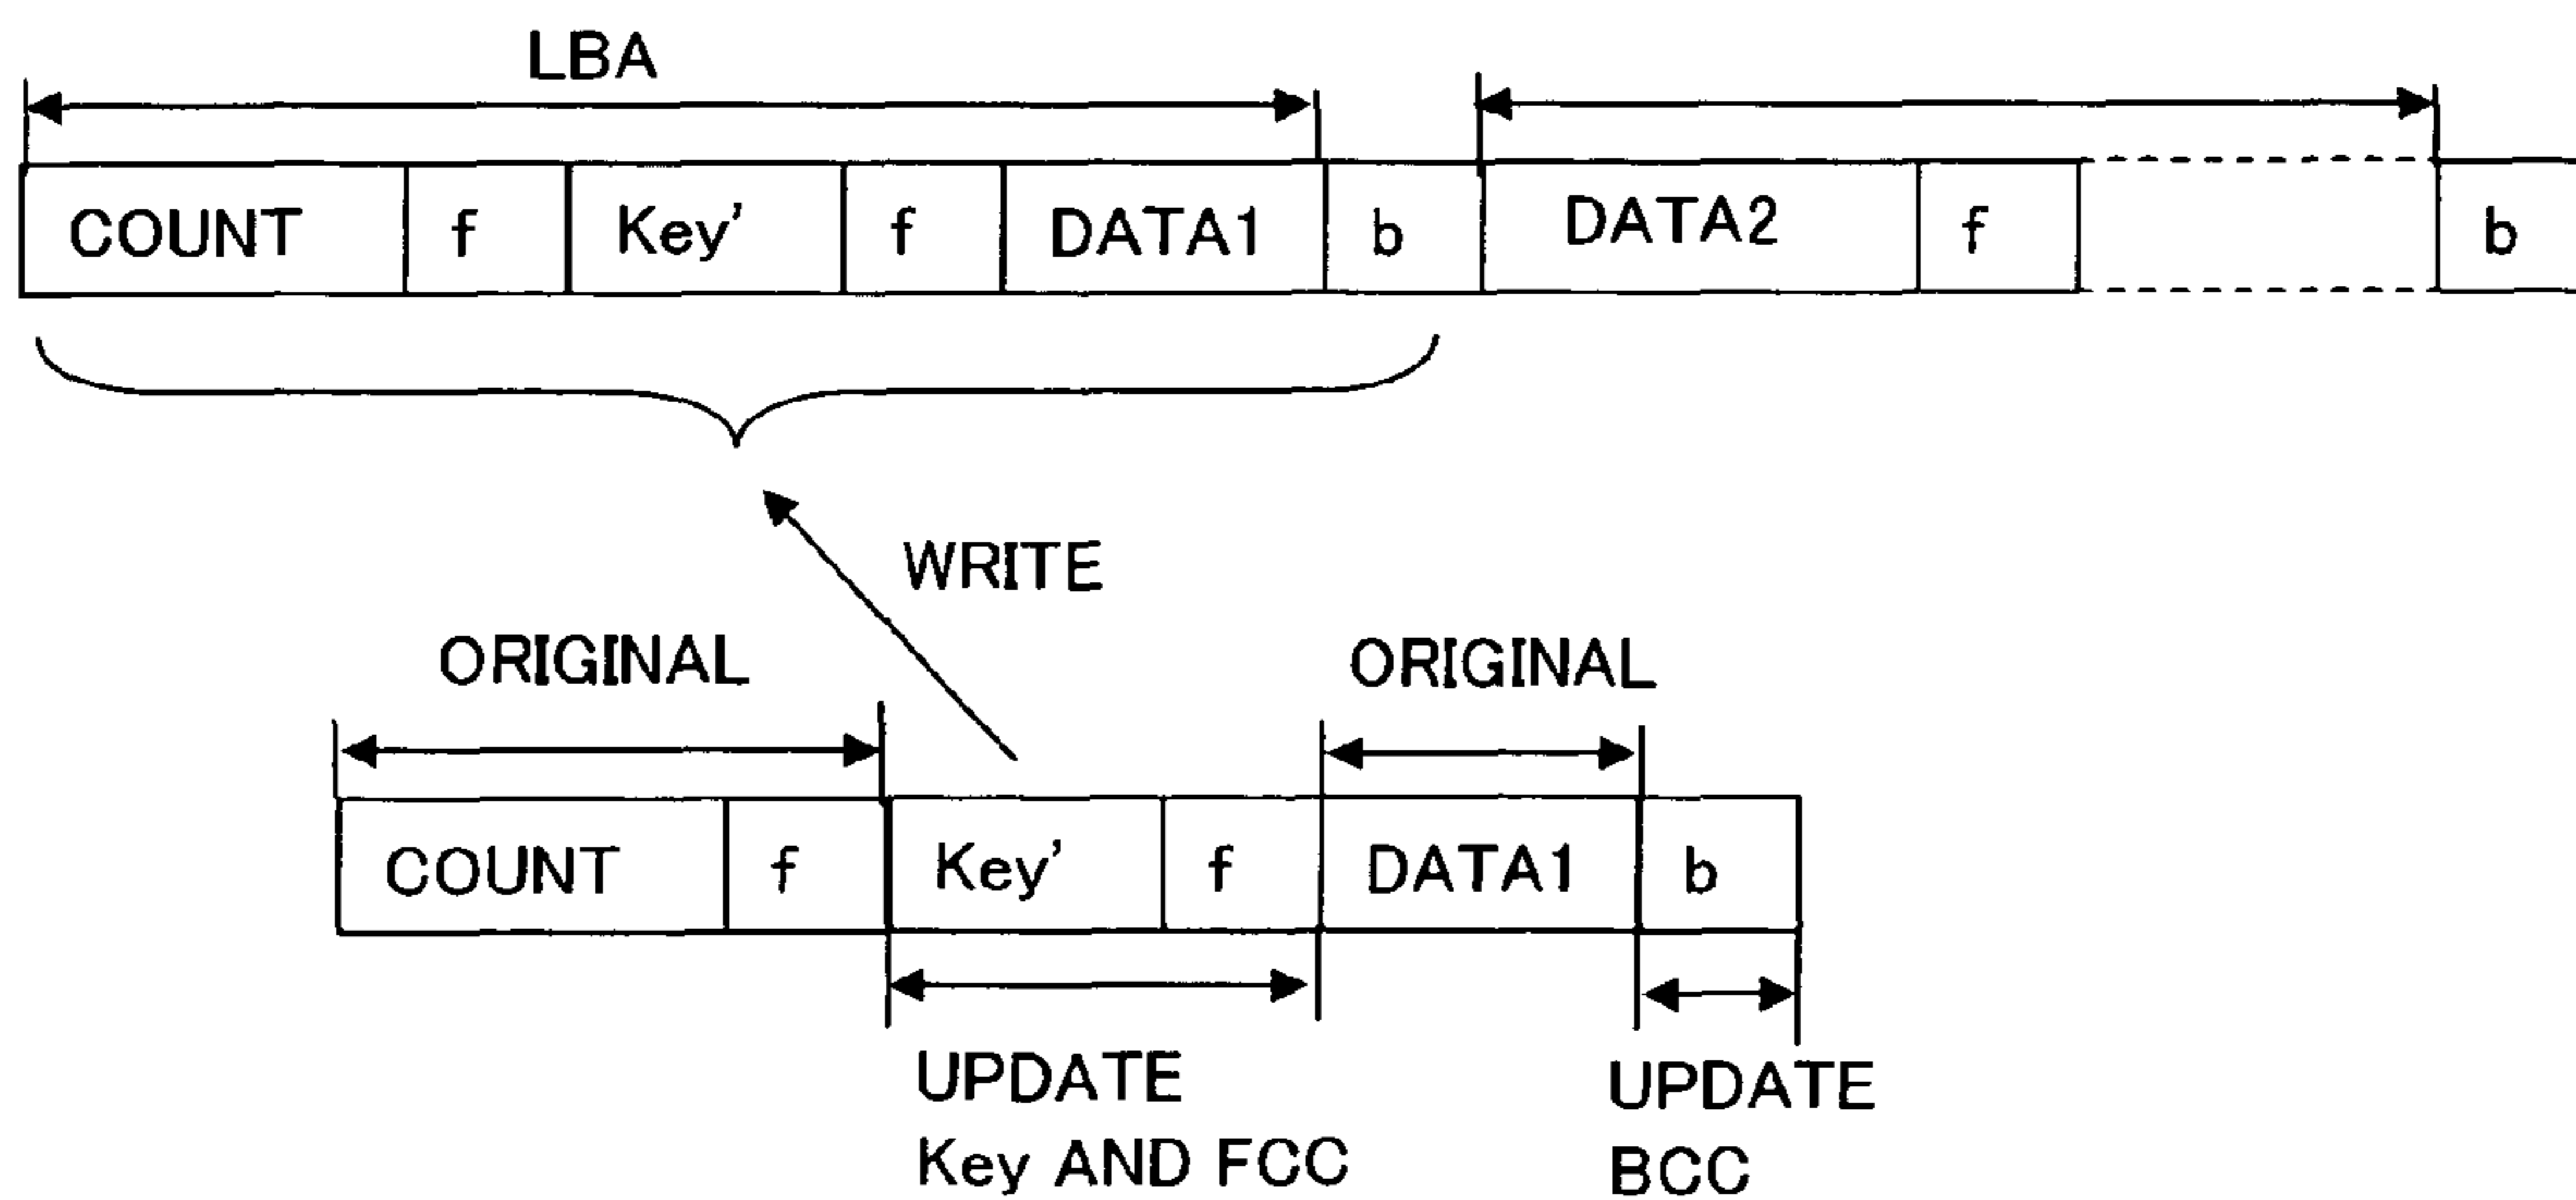 LBA
COUNT f Key' f DATA1 b DATA2 f b
WRITE
ORIGINAL ORIGINAL
COUNT f Key' f DATA1 b
UPDATE
Key AND FCC
UPDATE
BCC